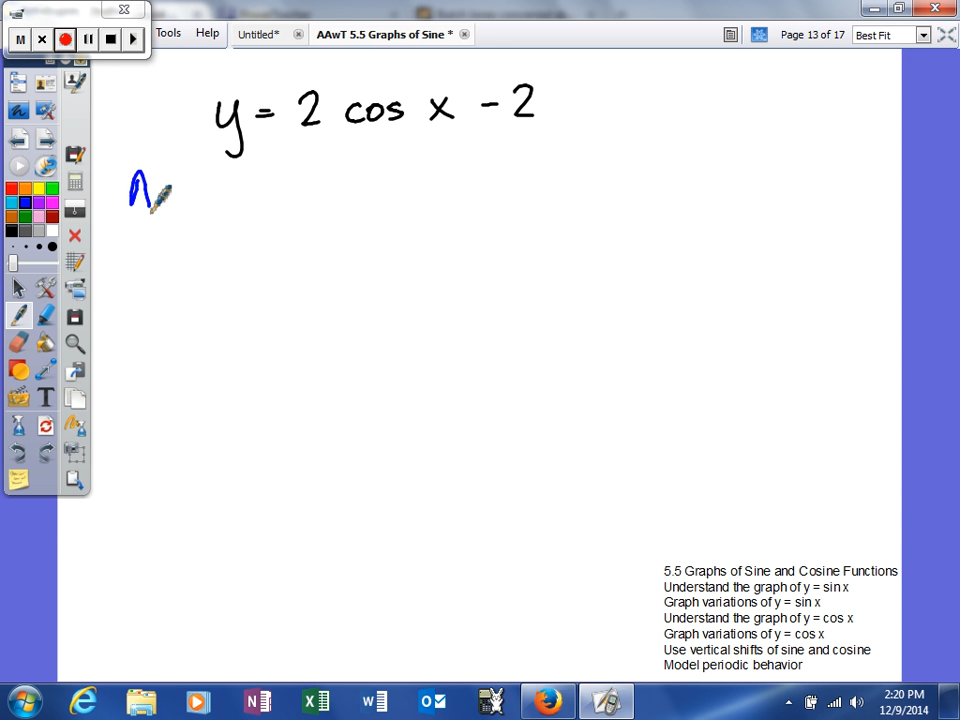 M
Tools Help Untitled* AAwT 5.5 Graphs of Sine * Page 13 of 17 Best Fit
y = 2 cos x - 2
5.5 Graphs of Sine and Cosine Functions
Understand the graph of y = sin x
Graph variations of y = sin x
Understand the graph of y = cos x
Graph variations of y = cos x
Use vertical shifts of sine and cosine
Model periodic behavior
2:20 PM
12/9/2014